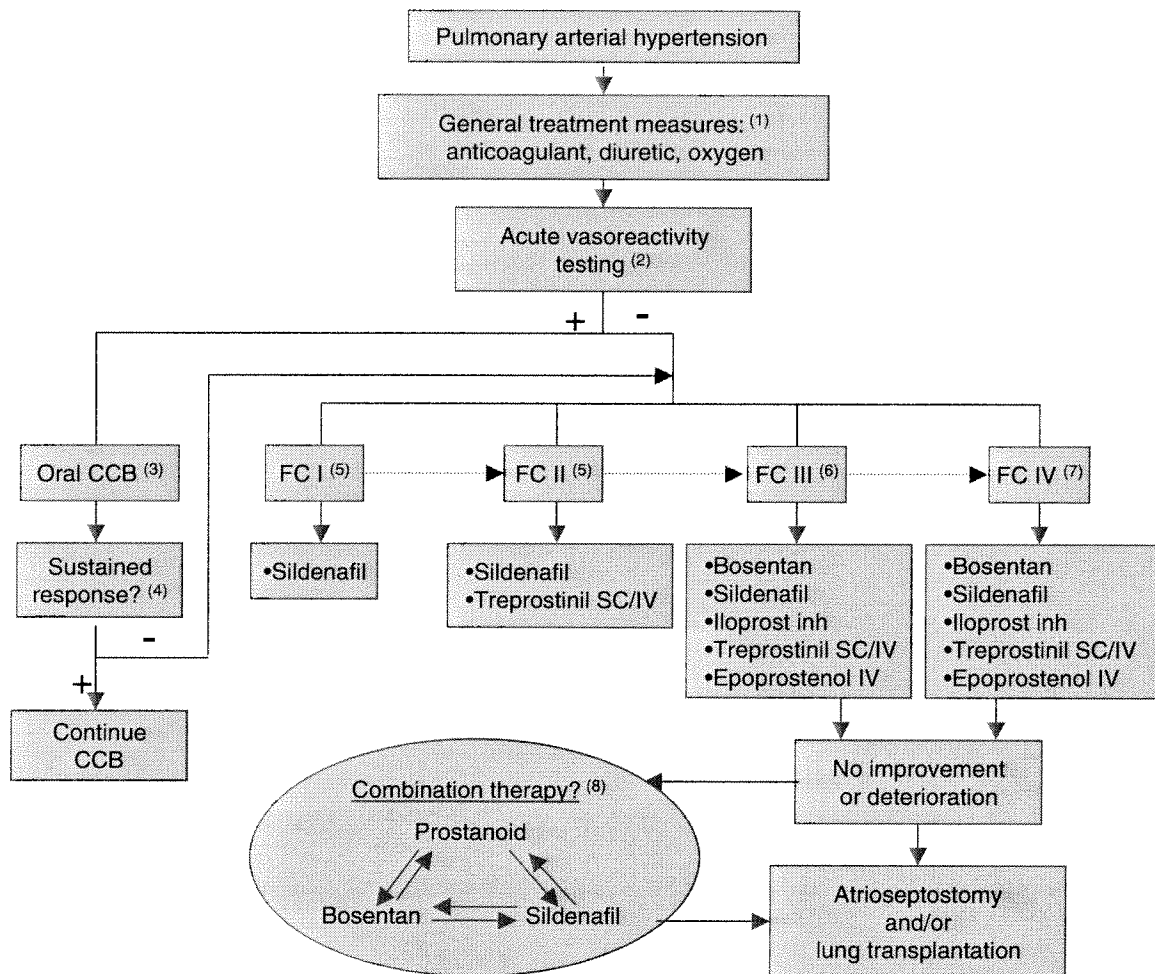 Pulmonary arterial hypertension
General treatment measures: (1)
anticoagulant, diuretic, oxygen
Acute vasoreactivity
testing (2)
+
-
Oral CCB (3)
FC I (5)
FC II (5)
FC III (6)
FC IV (7)
Sustained
response? (4)
-
+
Continue
CCB
•Sildenafil
•Sildenafil
•Treprostinil SC/IV
•Bosentan
•Sildenafil
•Iloprost inh
•Treprostinil SC/IV
•Epoprostenol IV
•Bosentan
•Sildenafil
•Iloprost inh
•Treprostinil SC/IV
•Epoprostenol IV
No improvement
or deterioration
Combination therapy? (8)
Prostanoid
Bosentan
Sildenafil
Atrioseptostomy
and/or
lung transplantation